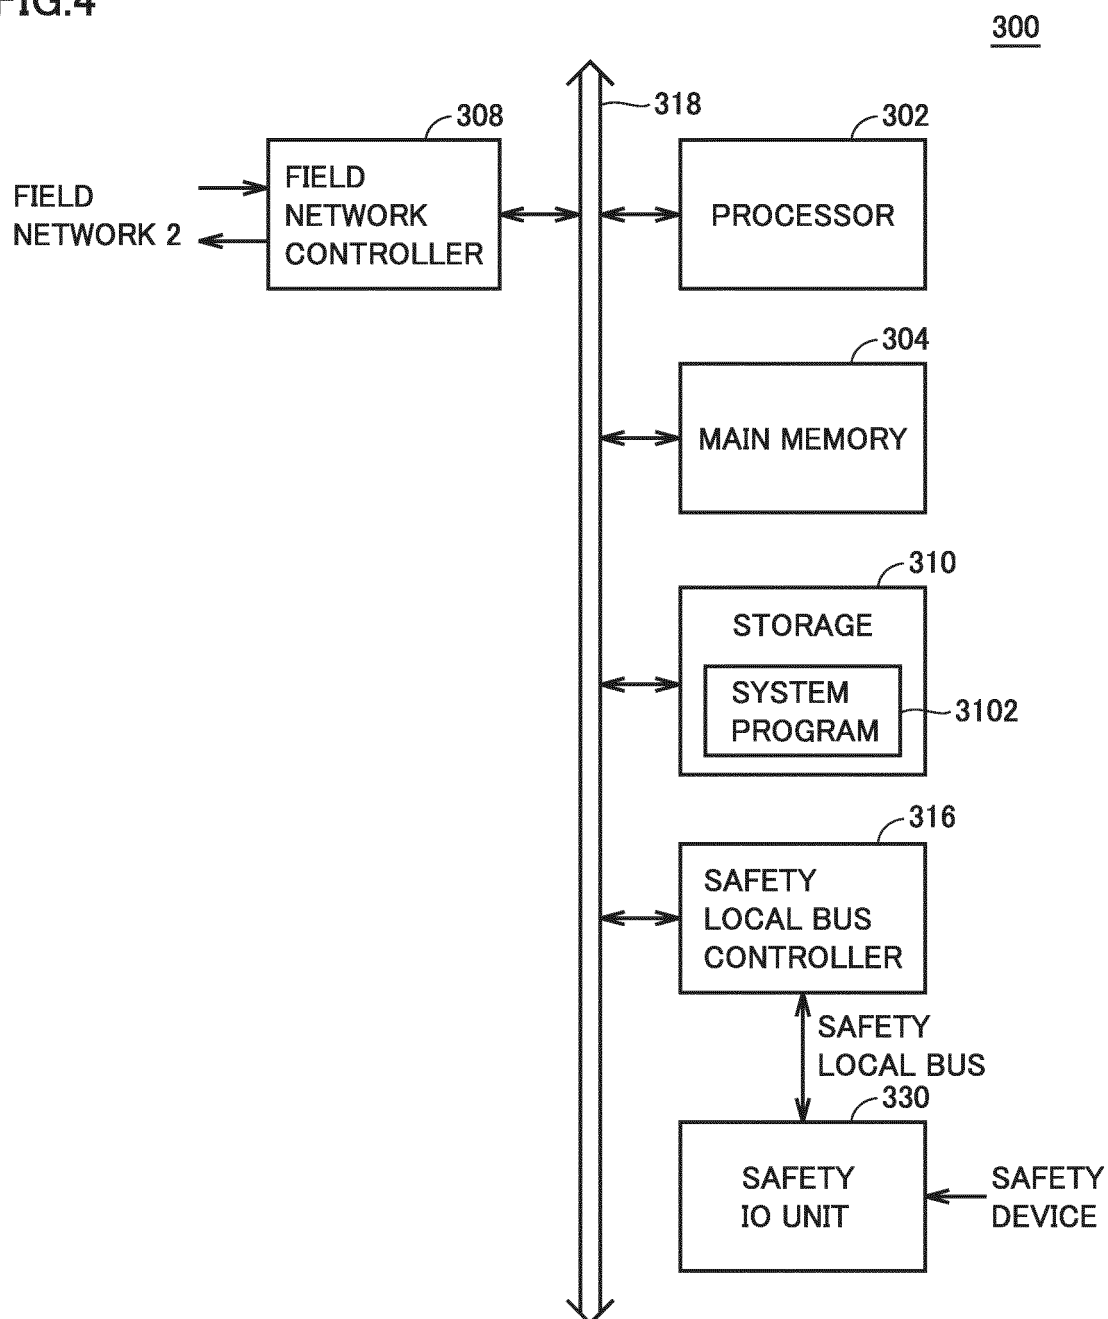 FIG.4
300
318
308
302
FIELD
NETWORK 2
FIELD
NETWORK
CONTROLLER
PROCESSOR
304
MAIN MEMORY
310
STORAGE
SYSTEM
PROGRAM
3102
316
SAFETY
LOCAL BUS
CONTROLLER
SAFETY
LOCAL BUS
330
SAFETY
IO UNIT
SAFETY
DEVICE